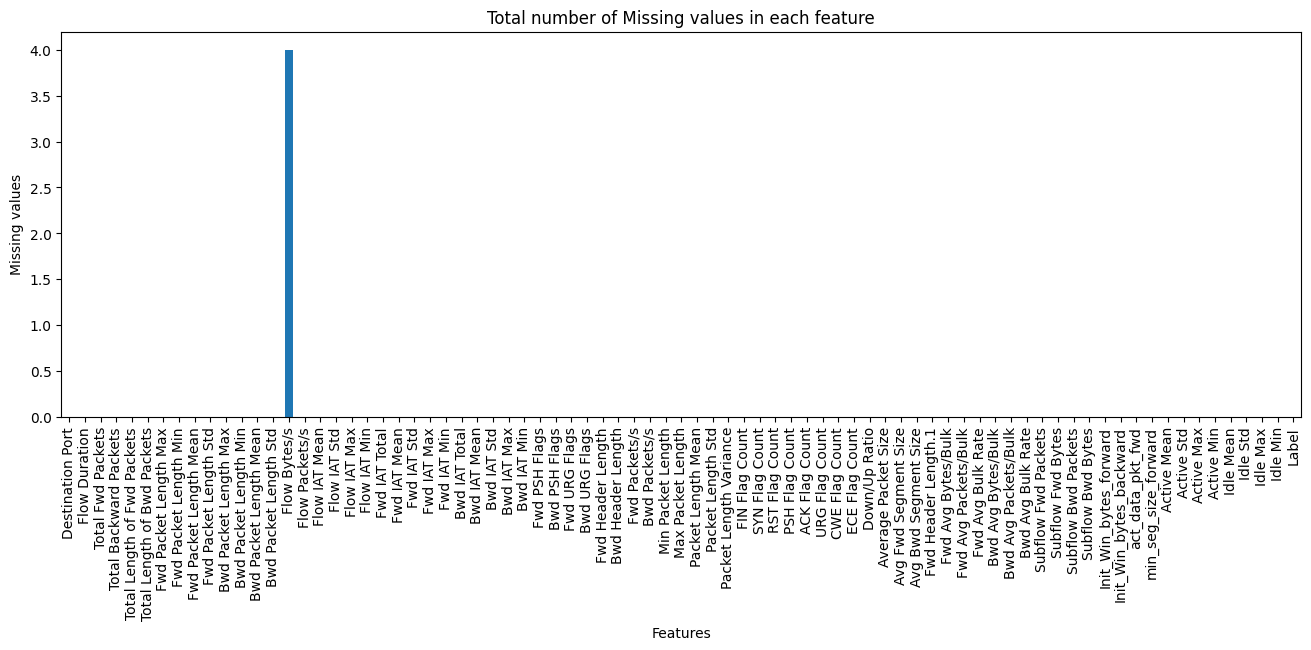 Total number of Missing values in each feature
Missing values
4.0
3.5
3.0
2.5
2.0
1.5
1.0
0.5
0.0
Destination Port
Flow Duration
Total Fwd Packets
Total Backward Packets
Total Length of Fwd Packets
Total Length of Bwd Packets
Fwd Packet Length Max
Fwd Packet Length Min
Fwd Packet Length Mean
Fwd Packet Length Std
Bwd Packet Length Max
Bwd Packet Length Min
Bwd Packet Length Mean
Bwd Packet Length Std
Flow Bytes/s
Flow Packets/s
Flow IAT Mean
Flow IAT Std
Flow IAT Max
Flow IAT Min
Fwd IAT Total
Fwd IAT Mean
Fwd IAT Std
Fwd IAT Max
Fwd IAT Min
Bwd IAT Total
Bwd IAT Mean
Bwd IAT Std
Bwd IAT Max
Bwd IAT Min
Fwd PSH Flags
Bwd PSH Flags
Fwd URG Flags
Bwd URG Flags
Fwd Header Length
Bwd Header Length
Fwd Packets/s
Bwd Packets/s
Min Packet Length
Max Packet Length
Packet Length Mean
Packet Length Std
Packet Length Variance
FIN Flag Count
SYN Flag Count
RST Flag Count
PSH Flag Count
ACK Flag Count
URG Flag Count
CWE Flag Count
ECE Flag Count
Down/Up Ratio
Average Packet Size
Avg Fwd Segment Size
Avg Bwd Segment Size
Fwd Header Length.1
Fwd Avg Bytes/Bulk
Fwd Avg Packets/Bulk
Fwd Avg Bulk Rate
Bwd Avg Bytes/Bulk
Bwd Avg Packets/Bulk
Bwd Avg Bulk Rate
Subflow Fwd Packets
Subflow Fwd Bytes
Subflow Bwd Packets
Subflow Bwd Bytes
Init_Win_bytes_forward
Init_Win_bytes_backward
act_data_pkt_fwd
min_seg_size_forward
Active Mean
Active Std
Active Max
Active Min
Idle Mean
Idle Std
Idle Max
Idle Min
Label
Features